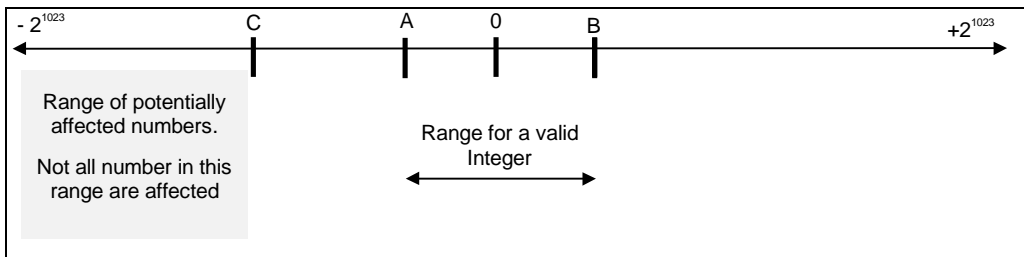 - 2^1023 C A 0 B +2^1023
Range of potentially
affected numbers.
Not all number in this
range are affected
Range for a valid
Integer